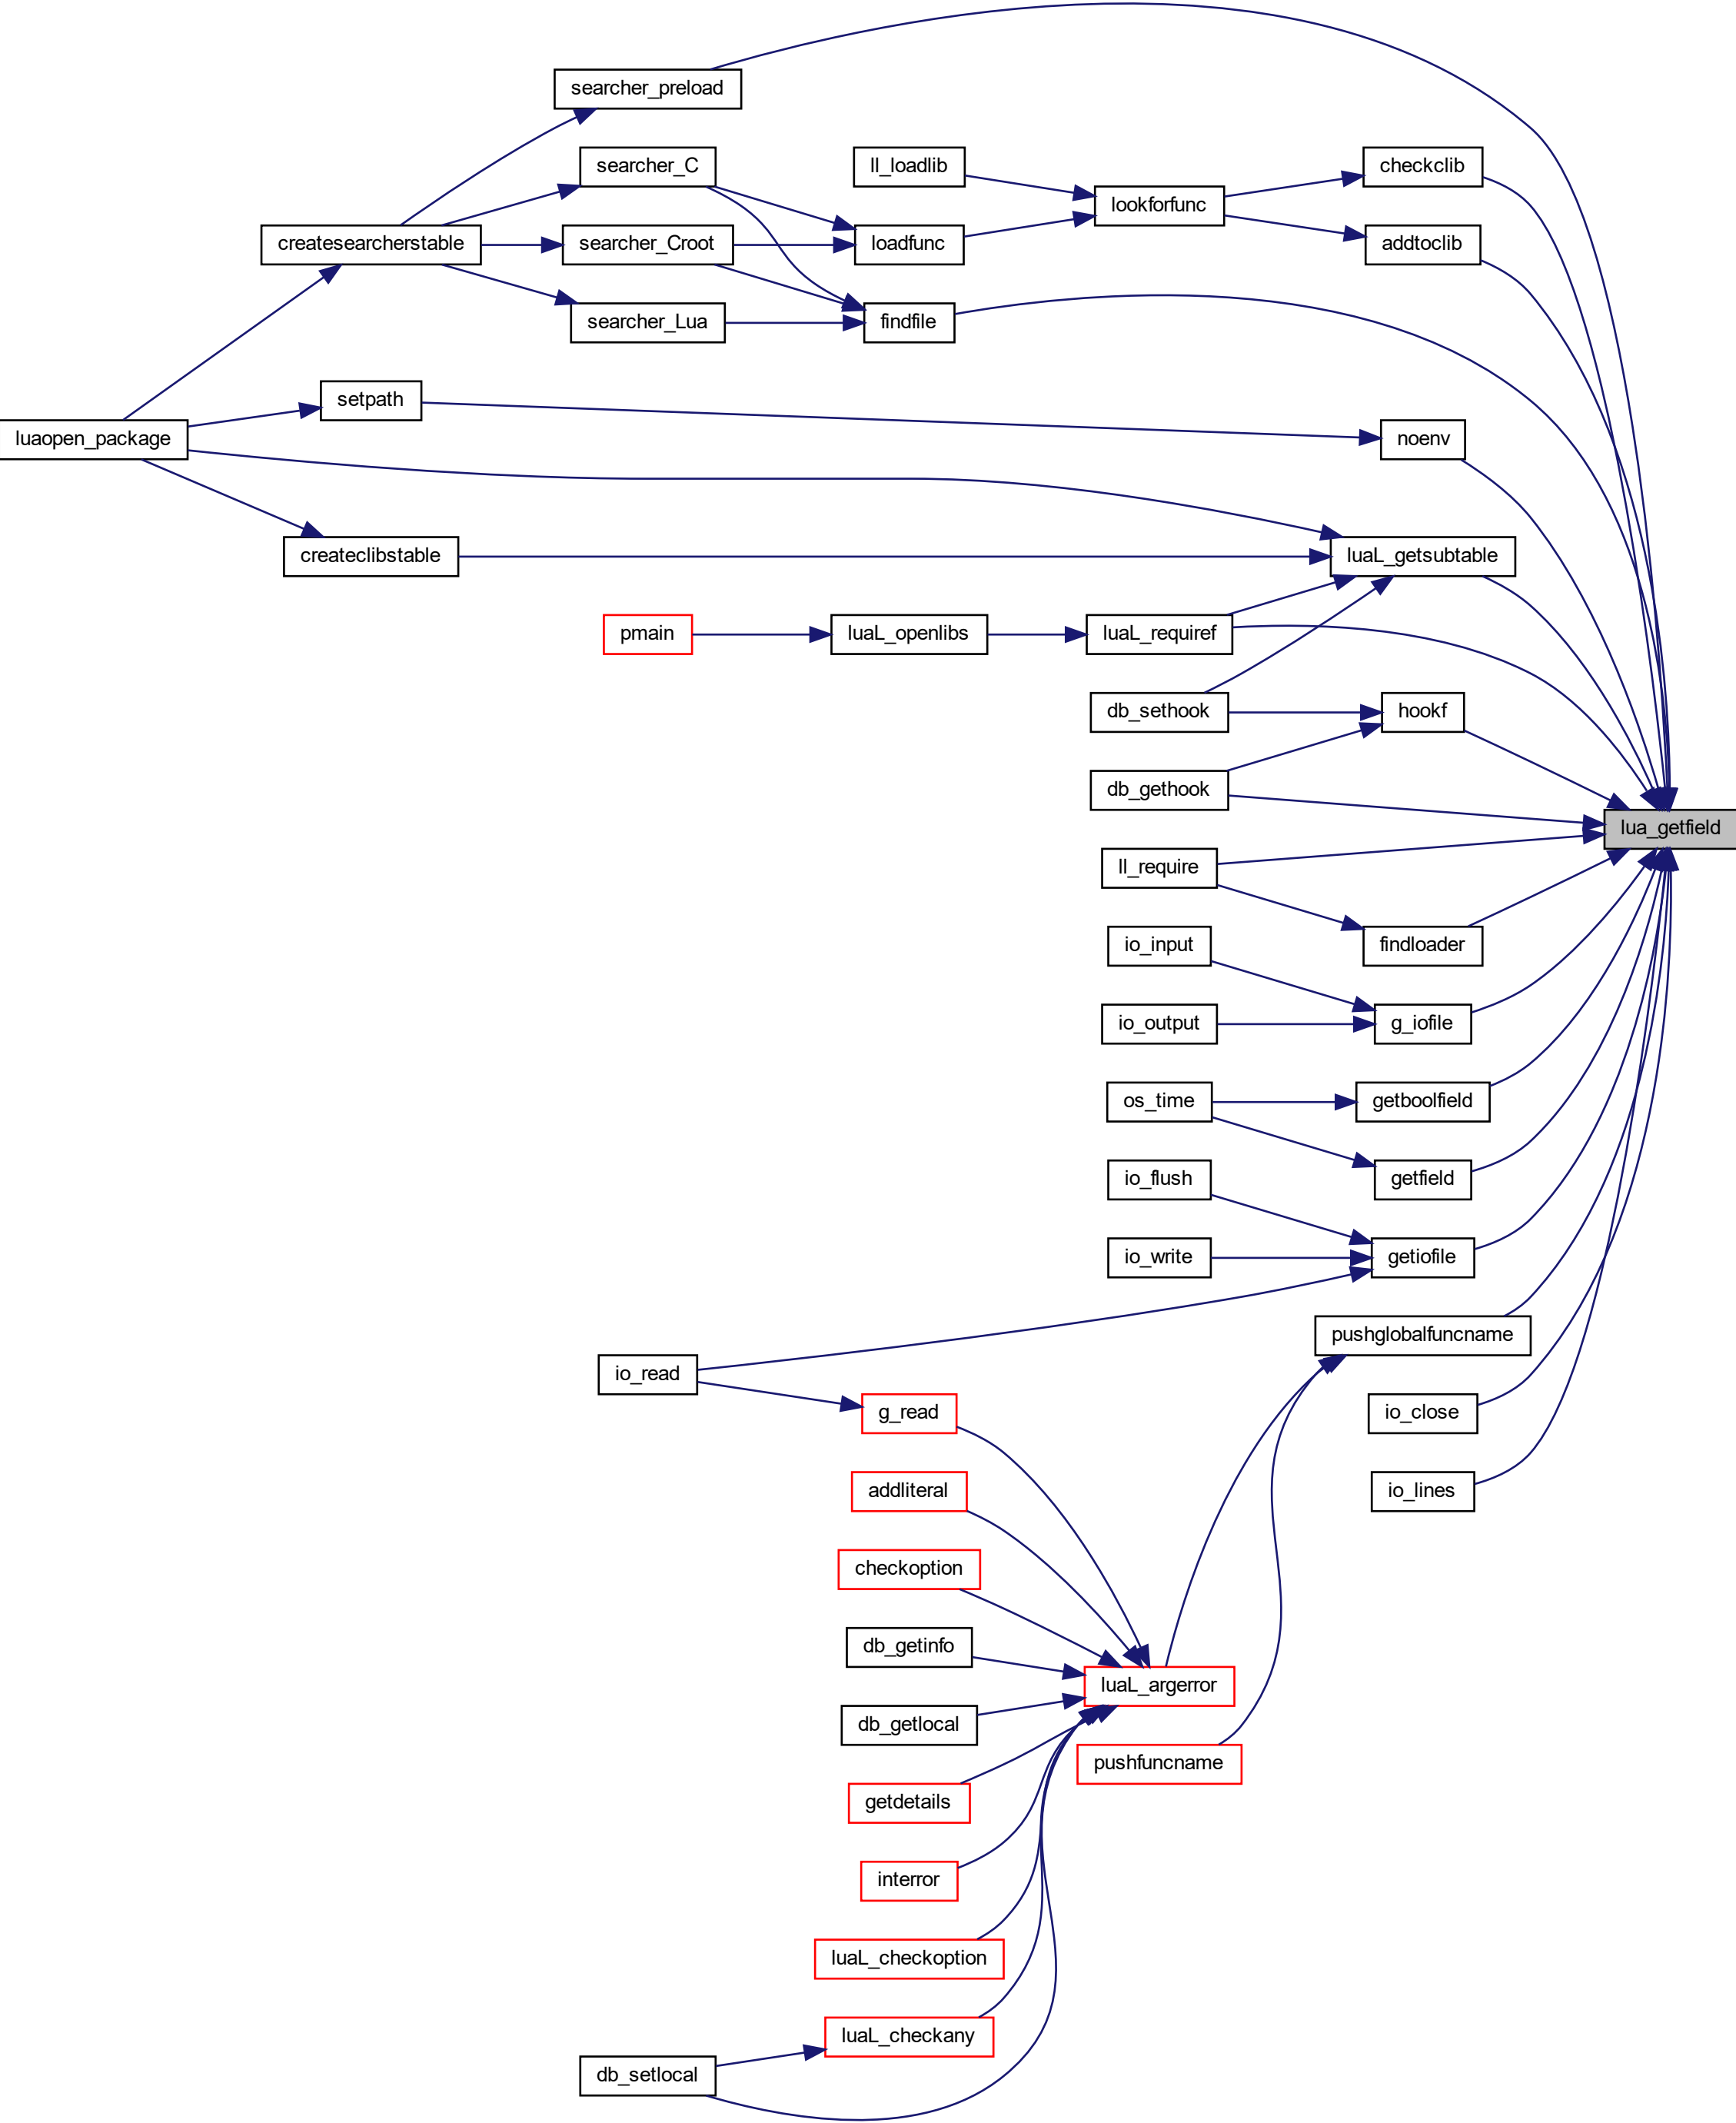 searcher_preload
searcher_C
ll_loadlib
checkclib
lookforfunc
createsearcherstable
searcher_Croot
loadfunc
addtoclib
searcher_Lua
findfile
setpath
luaopen_package
noenv
createclibstable
luaL_getsubtable
pmain
luaL_openlibs
luaL_requiref
db_sethook
hookf
db_gethook
lua_getfield
ll_require
io_input
findloader
io_output
g_iofile
os_time
getboolfield
io_flush
getfield
io_write
getiofile
pushglobalfuncname
io_read
g_read
io_close
addliteral
io_lines
checkoption
db_getinfo
luaL_argerror
db_getlocal
pushfuncname
getdetails
interror
luaL_checkoption
luaL_checkany
db_setlocal